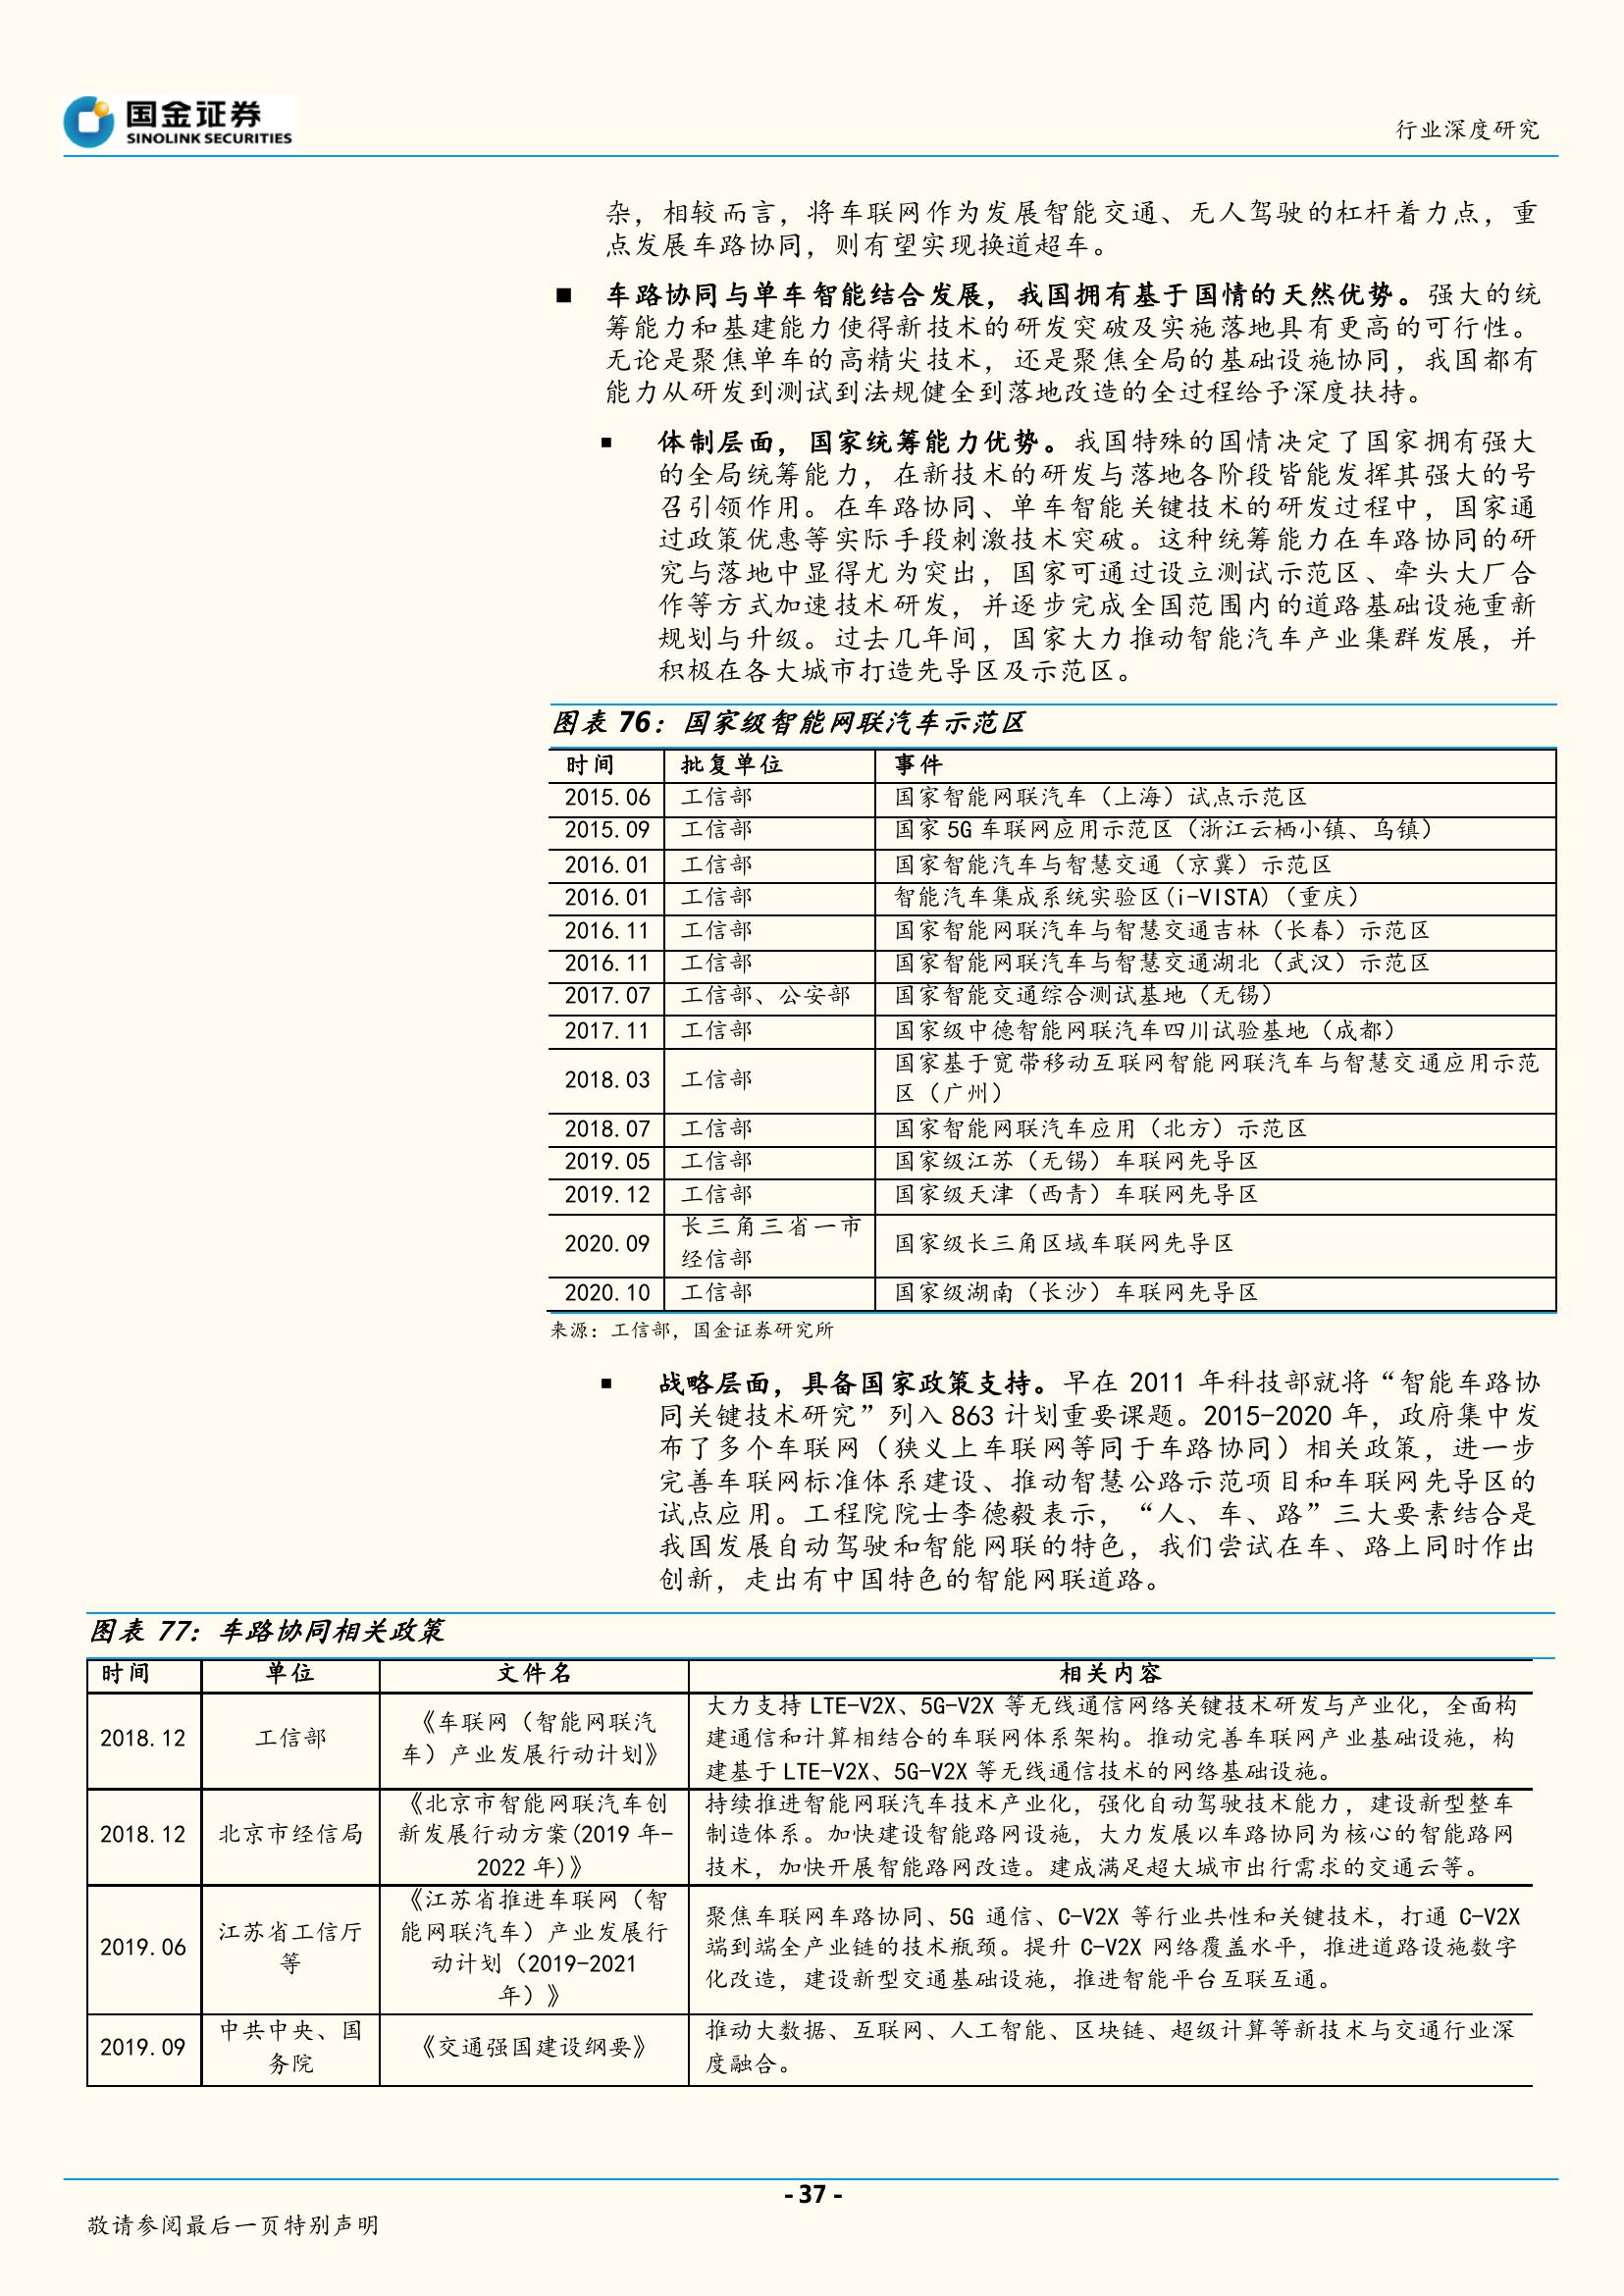 国金证券
SINOLINK SECURITIES
行业深度研究
杂，相较而言，将车联网作为发展智能交通、无人驾驶的杠杆着力点，重
点发展车路协同，则有望实现换道超车。
■ 车路协同与单车智能结合发展，我国拥有基于国情的天然优势。强大的统
筹能力和基建能力使得新技术的研发突破及实施落地具有更高的可行性。
无论是聚焦单车的高精尖技术，还是聚焦全局的基础设施协同，我国都有
能力从研发到测试到法规健全到落地改造的全过程给予深度扶持。
■ 体制层面，国家统筹能力优势。我国特殊的国情决定了国家拥有强大
的全局统筹能力，在新技术的研发与落地各阶段皆能发挥其强大的号
召引领作用。在车路协同、单车智能关键技术的研发过程中，国家通
过政策优惠等实际手段刺激技术突破。这种统筹能力在车路协同的研
究与落地中显得尤为突出，国家可通过设立测试示范区、牵头大厂合
作等方式加速技术研发，并逐步完成全国范围内的道路基础设施重新
规划与升级。过去几年间，国家大力推动智能汽车产业集群发展，并
积极在各大城市打造先导区及示范区。
图表 76：国家级智能网联汽车示范区
时间 批复单位 事件
2015.06 工信部 国家智能网联汽车（上海）试点示范区
2015.09 工信部 国家 5G 车联网应用示范区（浙江云栖小镇、乌镇）
2016.01 工信部 国家智能汽车与智慧交通（京冀）示范区
2016.01 工信部 智能汽车集成系统实验区(i-VISTA)（重庆）
2016.11 工信部 国家智能网联汽车与智慧交通吉林（长春）示范区
2016.11 工信部 国家智能网联汽车与智慧交通湖北（武汉）示范区
2017.07 工信部、公安部 国家智能交通综合测试基地（无锡）
2017.11 工信部 国家级中德智能网联汽车四川试验基地（成都）
2018.03 工信部 国家基于宽带移动互联网智能网联汽车与智慧交通应用示范
区（广州）
2018.07 工信部 国家智能网联汽车应用（北方）示范区
2019.05 工信部 国家级江苏（无锡）车联网先导区
2019.12 工信部 国家级天津（西青）车联网先导区
2020.09 长三角三省一市
经信部 国家级长三角区域车联网先导区
2020.10 工信部 国家级湖南（长沙）车联网先导区
来源：工信部，国金证券研究所
■ 战略层面，具备国家政策支持。早在 2011 年科技部就将“智能车路协
同关键技术研究”列入 863 计划重要课题。2015-2020 年，政府集中发
布了多个车联网（狭义上车联网等同于车路协同）相关政策，进一步
完善车联网标准体系建设、推动智慧公路示范项目和车联网先导区的
试点应用。工程院院士李德毅表示，“人、车、路”三大要素结合是
我国发展自动驾驶和智能网联的特色，我们尝试在车、路上同时作出
创新，走出有中国特色的智能网联道路。
图表 77：车路协同相关政策
时间 单位 文件名 相关内容
2018.12 工信部
《车联网（智能网联汽
车）产业发展行动计划》
大力支持 LTE-V2X、5G-V2X 等无线通信网络关键技术研发与产业化，全面构
建通信和计算相结合的车联网体系架构。推动完善车联网产业基础设施，构
建基于 LTE-V2X、5G-V2X 等无线通信技术的网络基础设施。
2018.12 北京市经信局
《北京市智能网联汽车创
新发展行动方案(2019 年-
2022 年)》
持续推进智能网联汽车技术产业化，强化自动驾驶技术能力，建设新型整车
制造体系。加快建设智能路网设施，大力发展以车路协同为核心的智能路网
技术，加快开展智能路网改造。建成满足超大城市出行需求的交通云等。
2019.06
江苏省工信厅
等
《江苏省推进车联网（智
能网联汽车）产业发展行
动计划（2019-2021
年）》
聚焦车联网车路协同、5G 通信、C-V2X 等行业共性和关键技术，打通 C-V2X
端到端全产业链的技术瓶颈。提升 C-V2X 网络覆盖水平，推进道路设施数字
化改造，建设新型交通基础设施，推进智能平台互联互通。
2019.09
中共中央、国
务院
《交通强国建设纲要》
推动大数据、互联网、人工智能、区块链、超级计算等新技术与交通行业深
度融合。
- 37 -
敬请参阅最后一页特别声明